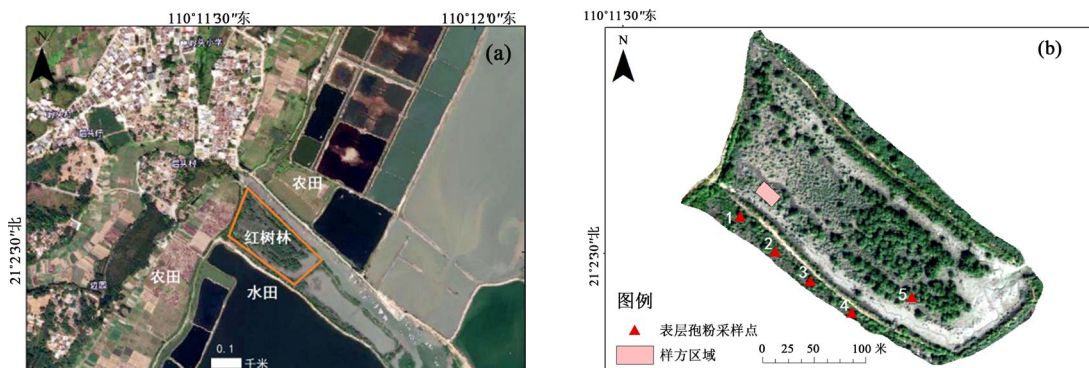 110°11′30″东
110°12′0″东
110°11′30″东
N
(a)
农田
红树林
农田
水田
0.1
千米
21°2′30″北
N
(b)
1
2
3
4
5
图例
表层孢粉采样点
样方区域
0 25 50 100 米
21°2′30″北